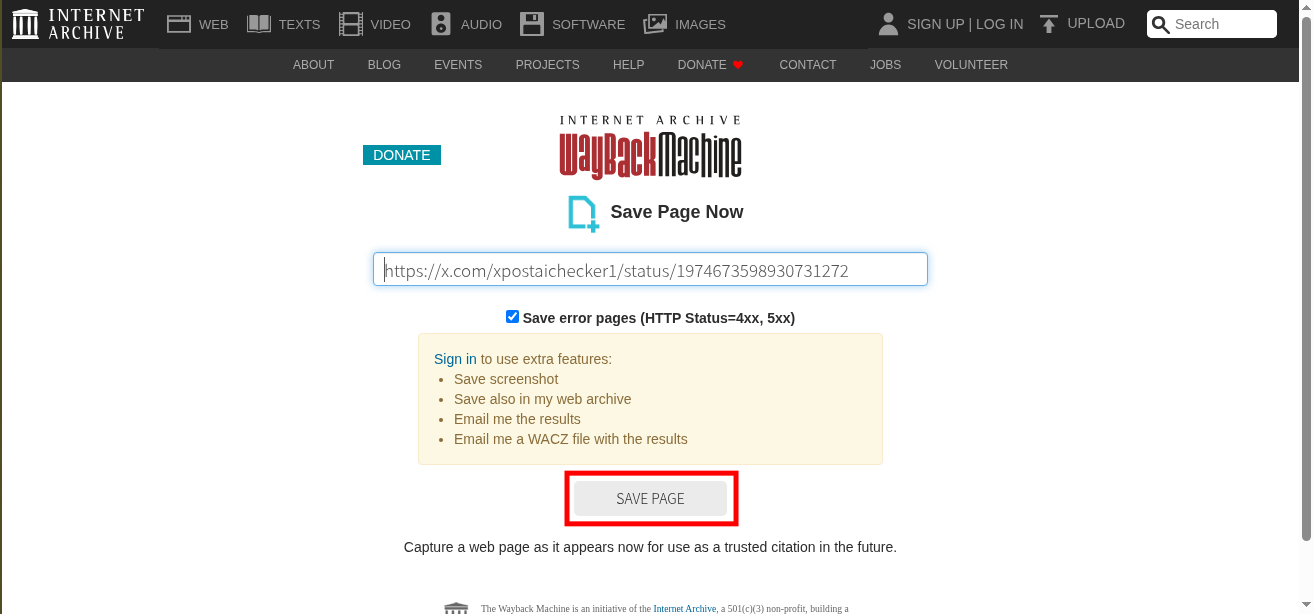 INTERNET ARCHIVE
WEB TEXTS VIDEO AUDIO SOFTWARE IMAGES SIGN UP | LOG IN UPLOAD Search
ABOUT BLOG EVENTS PROJECTS HELP DONATE CONTACT JOBS VOLUNTEER
INTERNET ARCHIVE
DONATE WayBackMachine
Save Page Now
https://x.com/xpostaichecker1/status/1974673598930731272
Save error pages (HTTP Status=4xx, 5xx)
Sign in to use extra features:
• Save screenshot
• Save also in my web archive
• Email me the results
• Email me a WACZ file with the results
SAVE PAGE
Capture a web page as it appears now for use as a trusted citation in the future.
The Wayback Machine is an initiative of the Internet Archive, a 501(c)(3) non-profit, building a